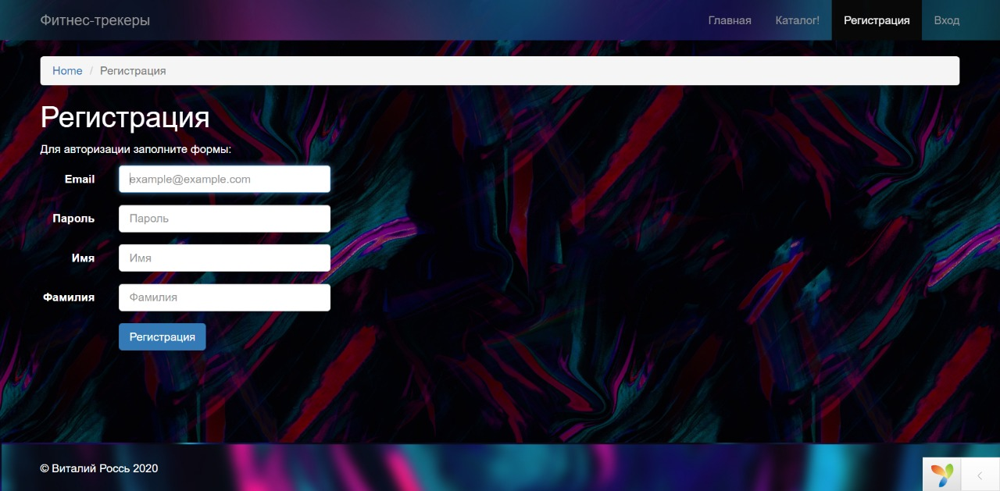 Фитнес-трекеры
Главная Каталог! Регистрация Вход
Home / Регистрация
Регистрация
Для авторизации заполните формы:
Email example@example.com
Пароль Пароль
Имя Имя
Фамилия Фамилия
Регистрация
© Виталий Россь 2020